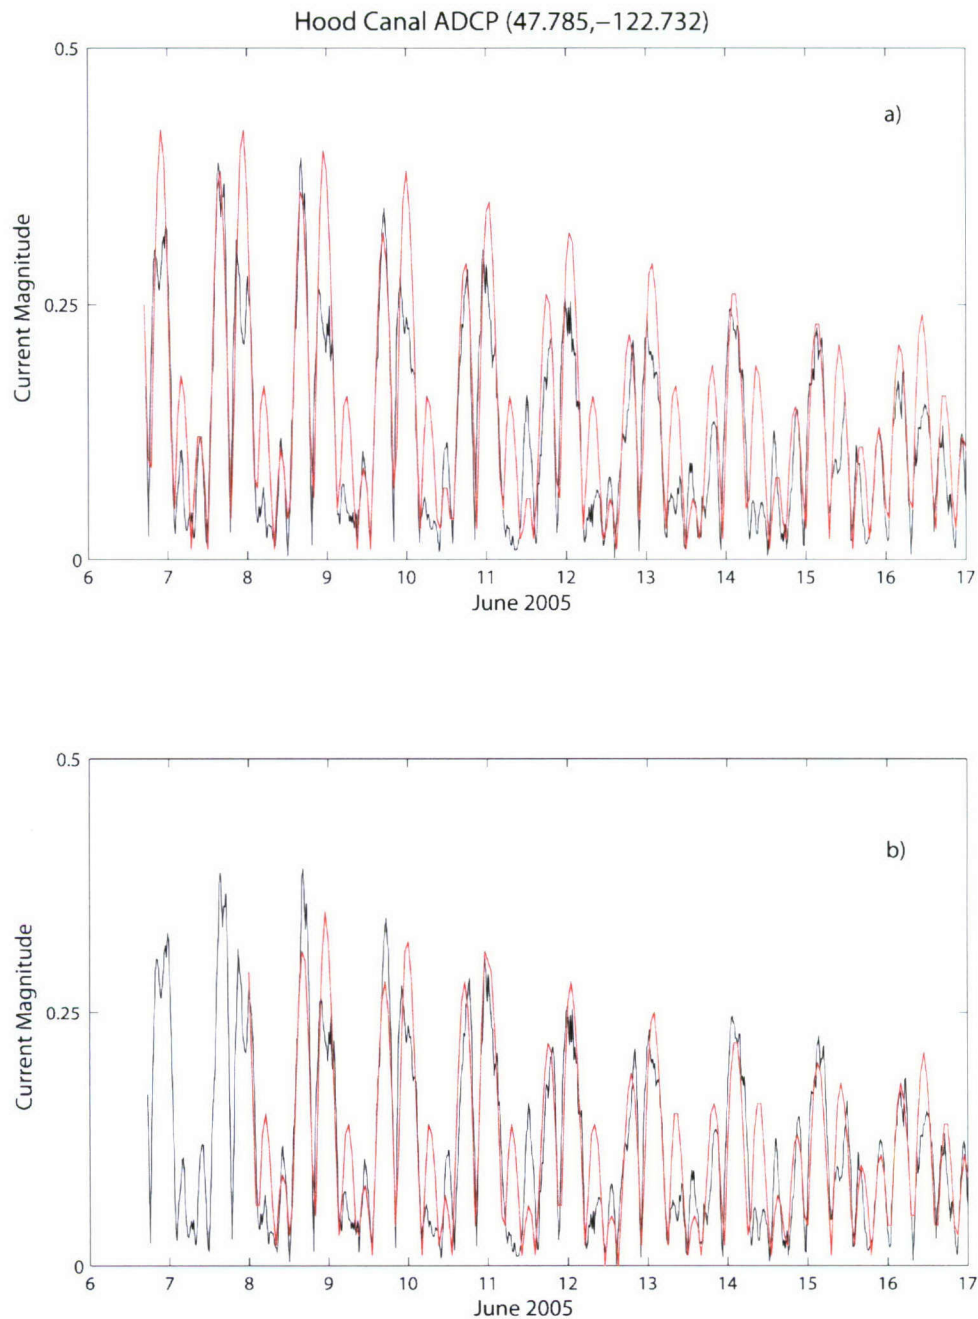 Hood Canal ADCP (47.785,−122.732)
0.5
a)
Current Magnitude
0.25
0
6 7 8 9 10 11 12 13 14 15 16 17
June 2005
0.5
b)
Current Magnitude
0.25
0
6 7 8 9 10 11 12 13 14 15 16 17
June 2005